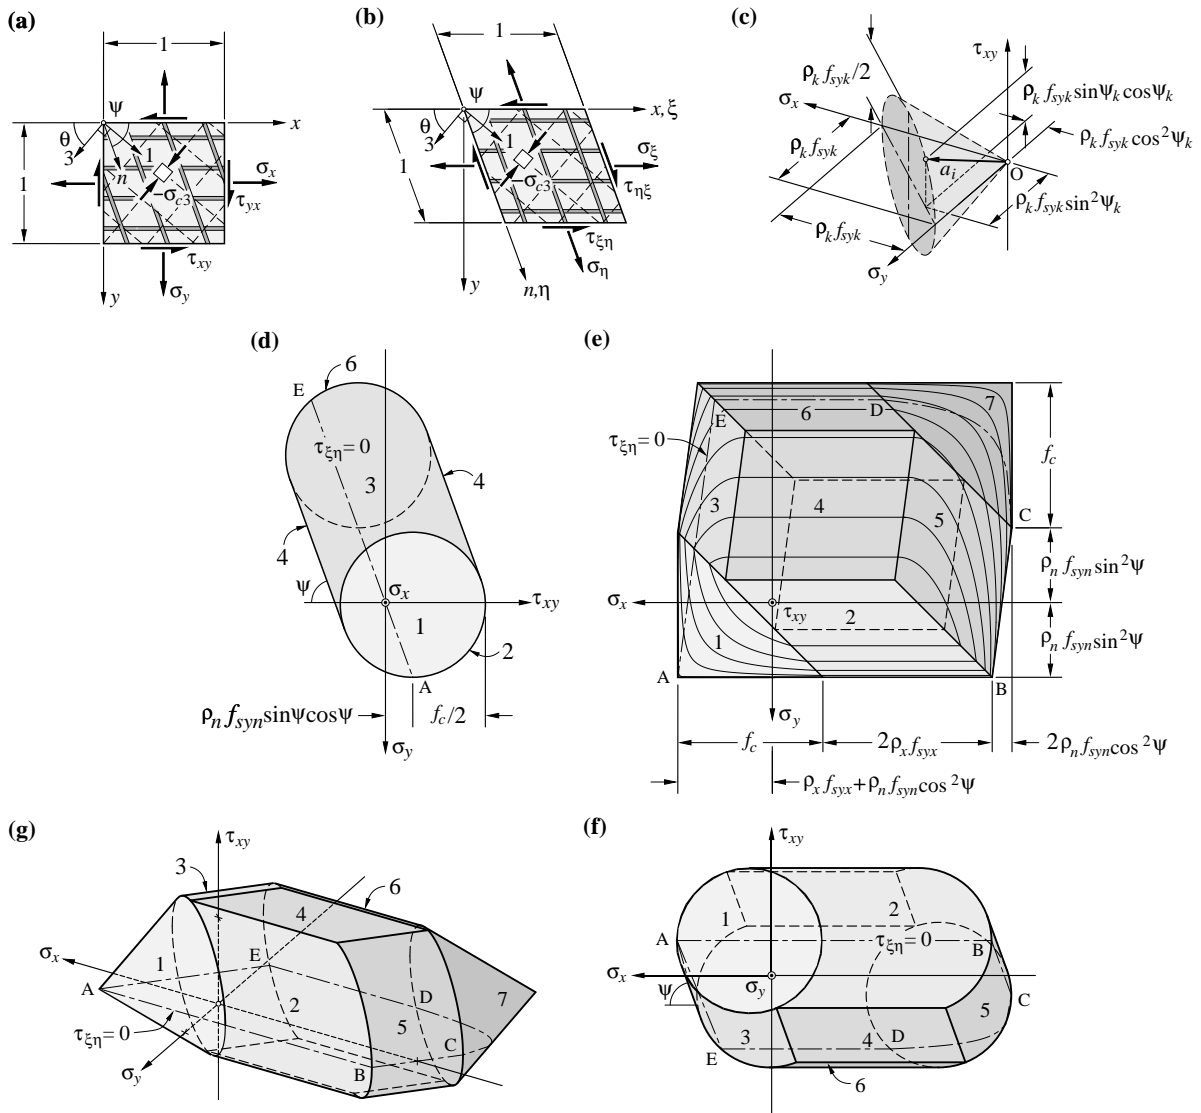 (a)
1
ψ
x
θ
3
1
n
1
−σc3
σx
τyx
τxy
σy
y
(b)
1
ψ
x,ξ
θ
3
1
1
−σc3
σξ
τηξ
τξη
ση
n,η
y
(c)
τxy
ρk fsyk/2
σx
ρk fsyk sinψk cosψk
ρk fsyk cos²ψk
ρk fsyk
ai
O
ρk fsyk sin²ψk
ρk fsyk
σy
(d)
E
6
τξη=0
3
4
4
ψ
σx
τxy
1
2
A
ρn fsyn sinψcosψ
fc/2
σy
(e)
E
6
D
7
τξη=0
fc
3
4
5
C
ρn fsyn sin²ψ
σx
τxy
2
1
ρn fsyn sin²ψ
A
B
σy
fc
2ρx fsyx
2ρn fsyn cos²ψ
ρx fsyx+ρn fsyn cos²ψ
(g)
τxy
3
6
4
σx
1
E
A
2
D
7
τξη=0
5
C
B
σy
(f)
τxy
1
2
A
τξη=0
B
σx
σy
ψ
C
5
3
4
D
E
6